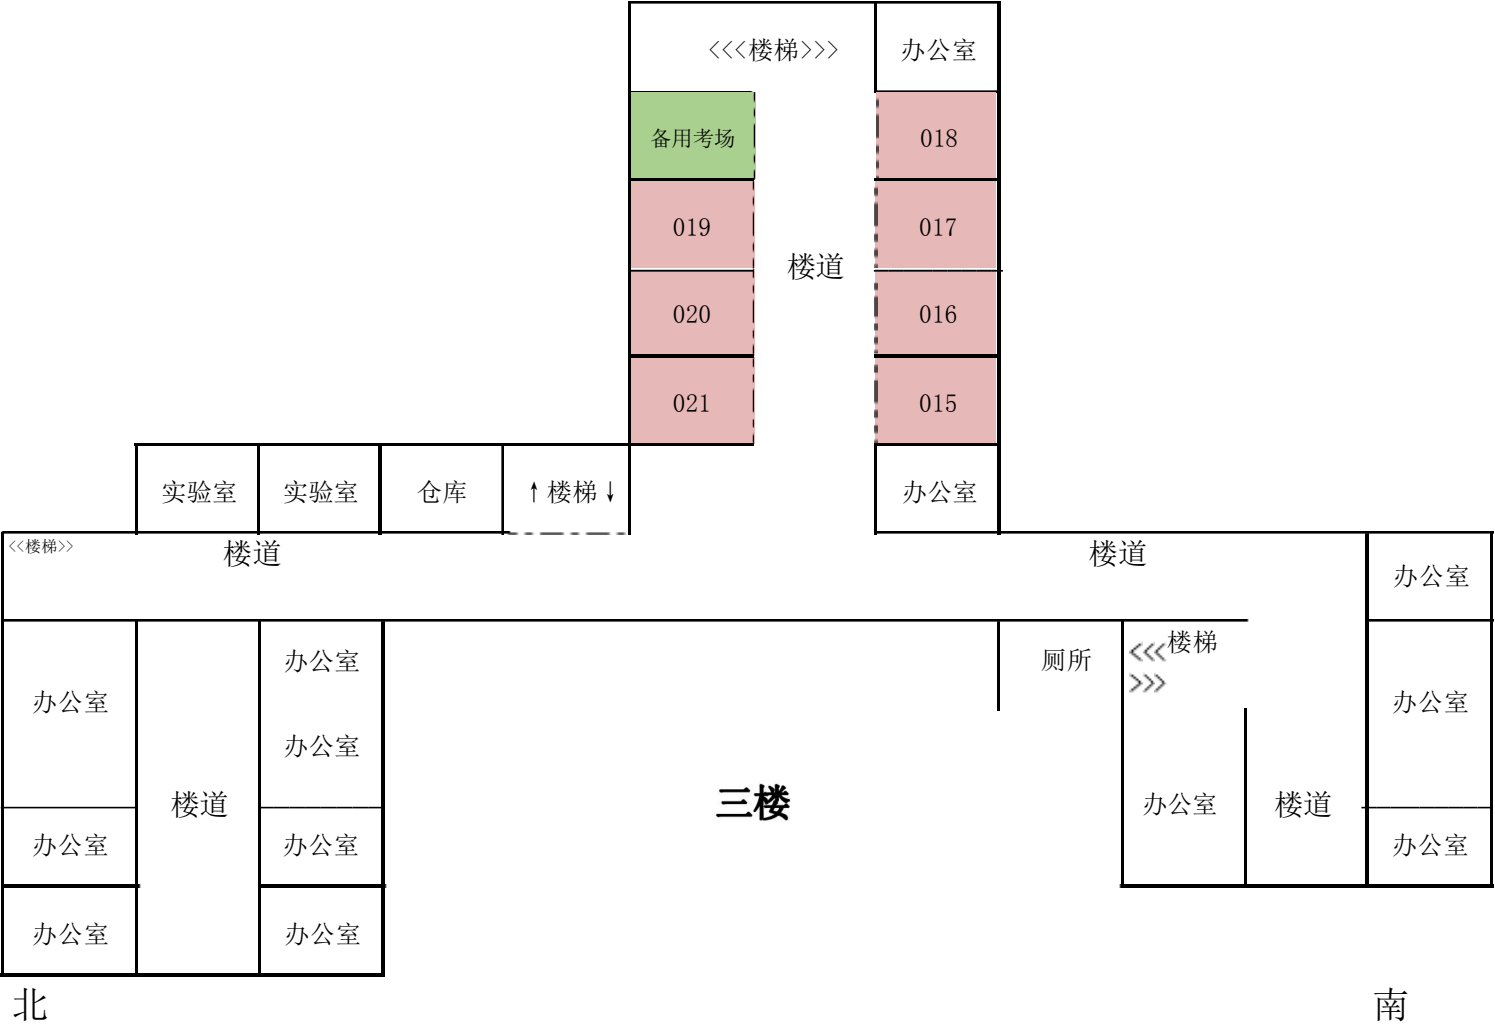 <<<楼梯>>>
办公室
备用考场
018
019
017
楼道
020
016
021
015
实验室
实验室
仓库
↑楼梯↓
办公室
<<楼梯>>
楼道
楼道
办公室
办公室
办公室
厕所
<<<楼梯
>>>
办公室
办公室
办公室
楼道
三楼
办公室
楼道
办公室
办公室
办公室
办公室
办公室
北
南